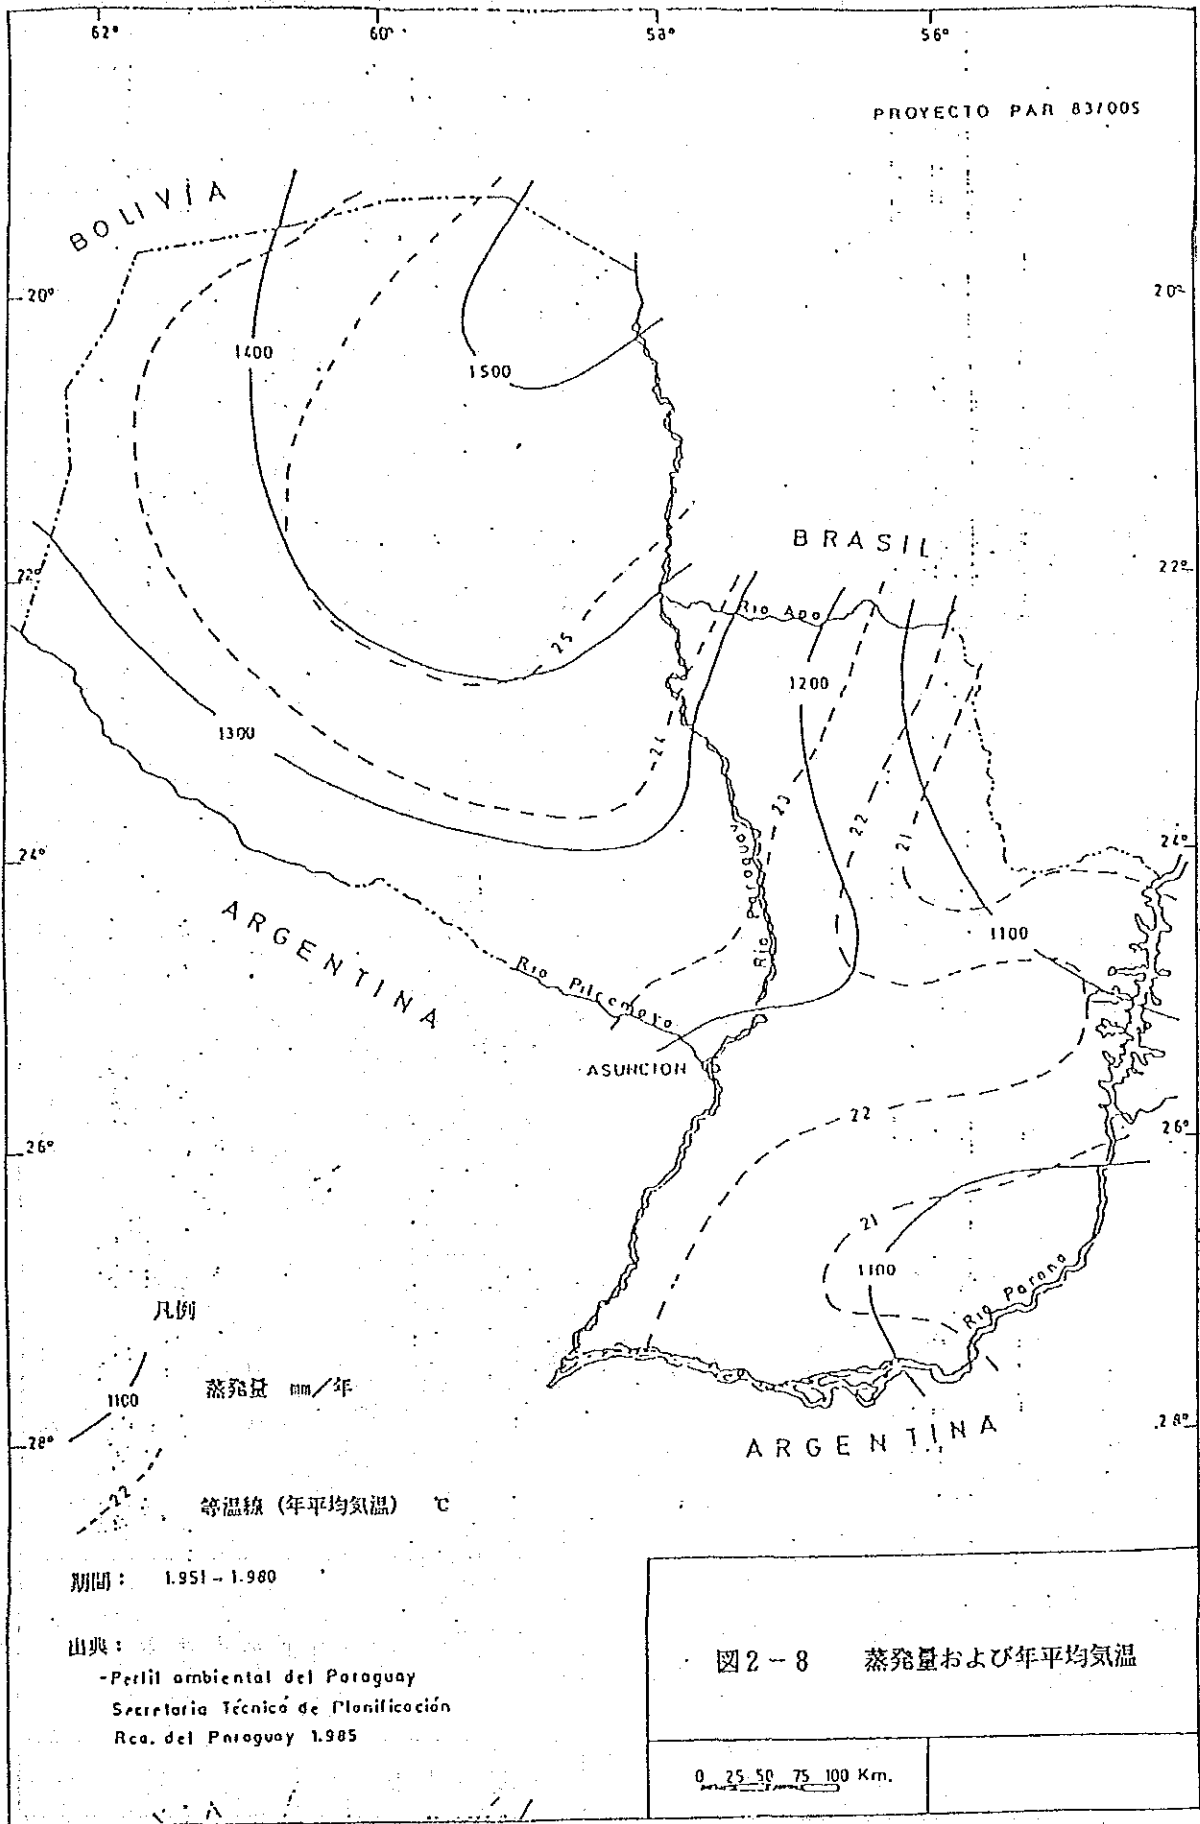 62° 60° 58° 56°
PROYECTO PAR 83/005
BOLIVIA
20° 20°
1400
1500
BRASIL
22° 22°
Rio Apa
25
1200
1300
24
23
22
21
24° 24°
Rio Paraguay
ARGENTINA
1100
Rio Pilcomayo
ASUNCION
22
26° 26°
21
1100
Rio Parana
凡例
1100
蒸発量 mm/年
28° 28°
ARGENTINA
22
等温線 (年平均気温) ℃
期間: 1.951-1.980
出典:
-Perfil ambiental del Paraguay
Secretaria Técnica de Planificación
Rca. del Paraguay 1.985
図2-8 蒸発量および年平均気温
0 25 50 75 100 Km.